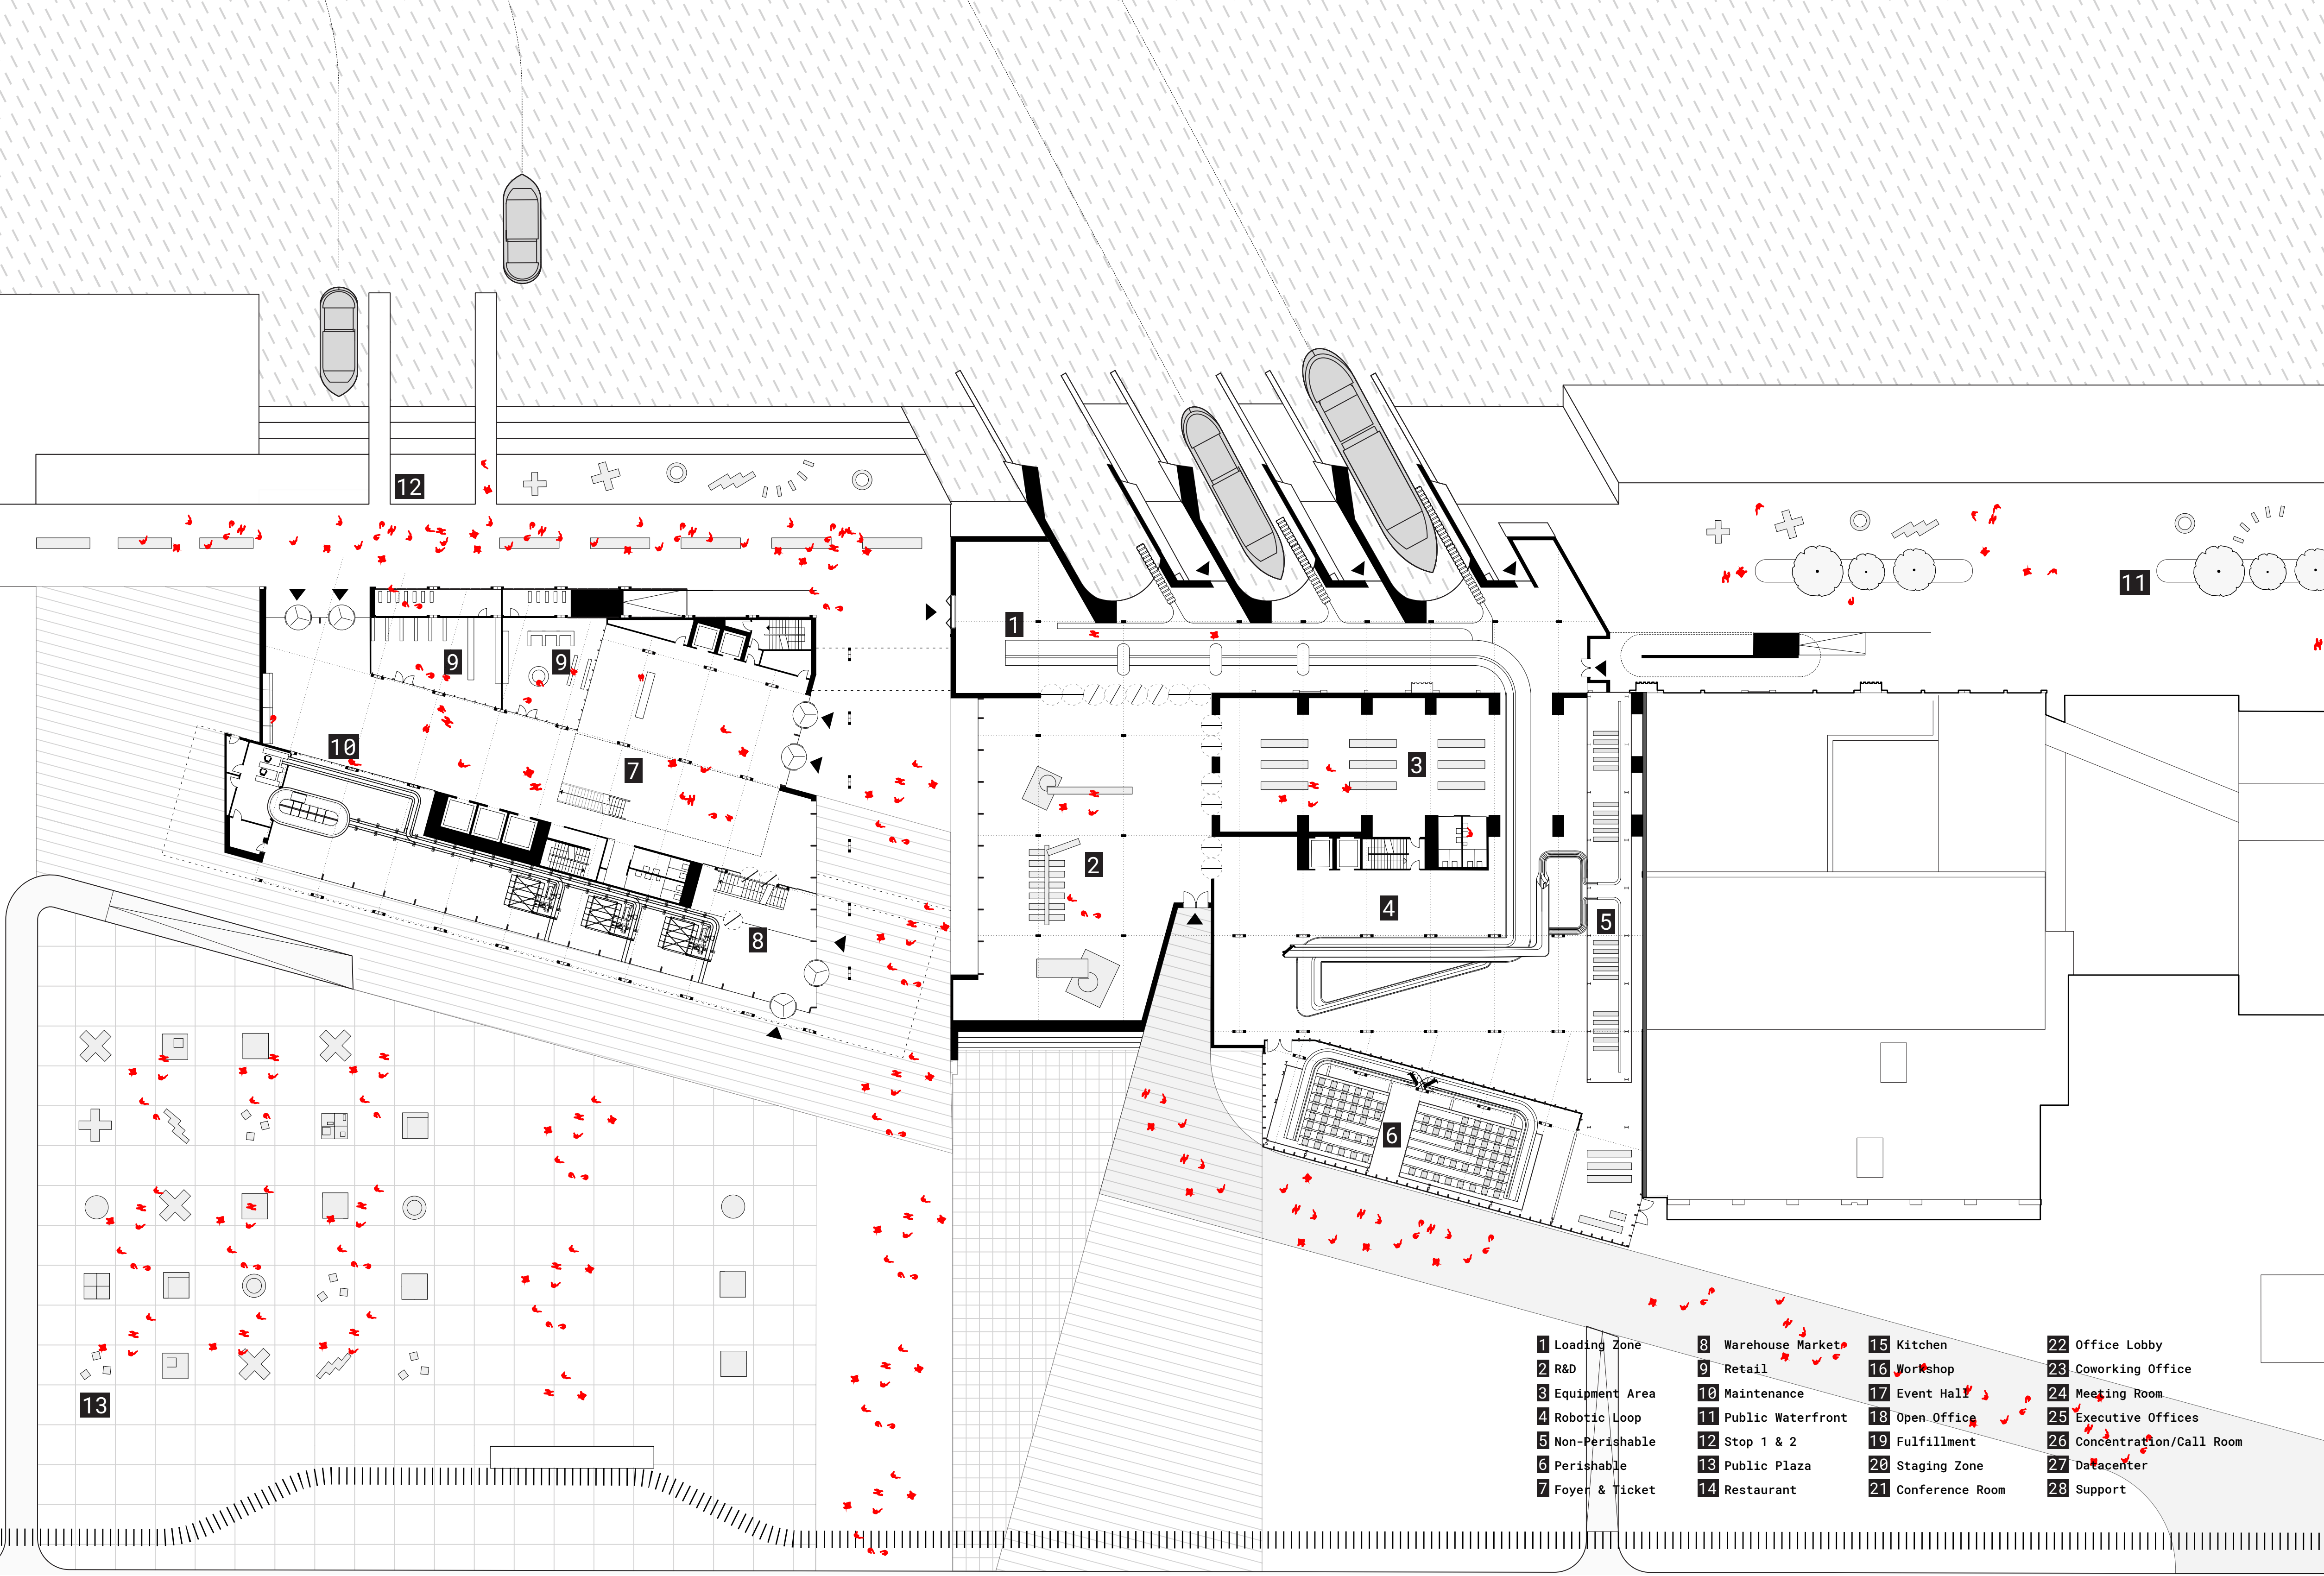 12
11
1
9
9
10
7
3
2
4
5
8
6
13
1 Loading Zone
2 R&D
3 Equipment Area
4 Robotic Loop
5 Non-Perishable
6 Perishable
7 Foyer & Ticket
8 Warehouse Market
9 Retail
10 Maintenance
11 Public Waterfront
12 Stop 1 & 2
13 Public Plaza
14 Restaurant
15 Kitchen
16 Workshop
17 Event Hall
18 Open Office
19 Fulfillment
20 Staging Zone
21 Conference Room
22 Office Lobby
23 Coworking Office
24 Meeting Room
25 Executive Offices
26 Concentration/Call Room
27 Datacenter
28 Support